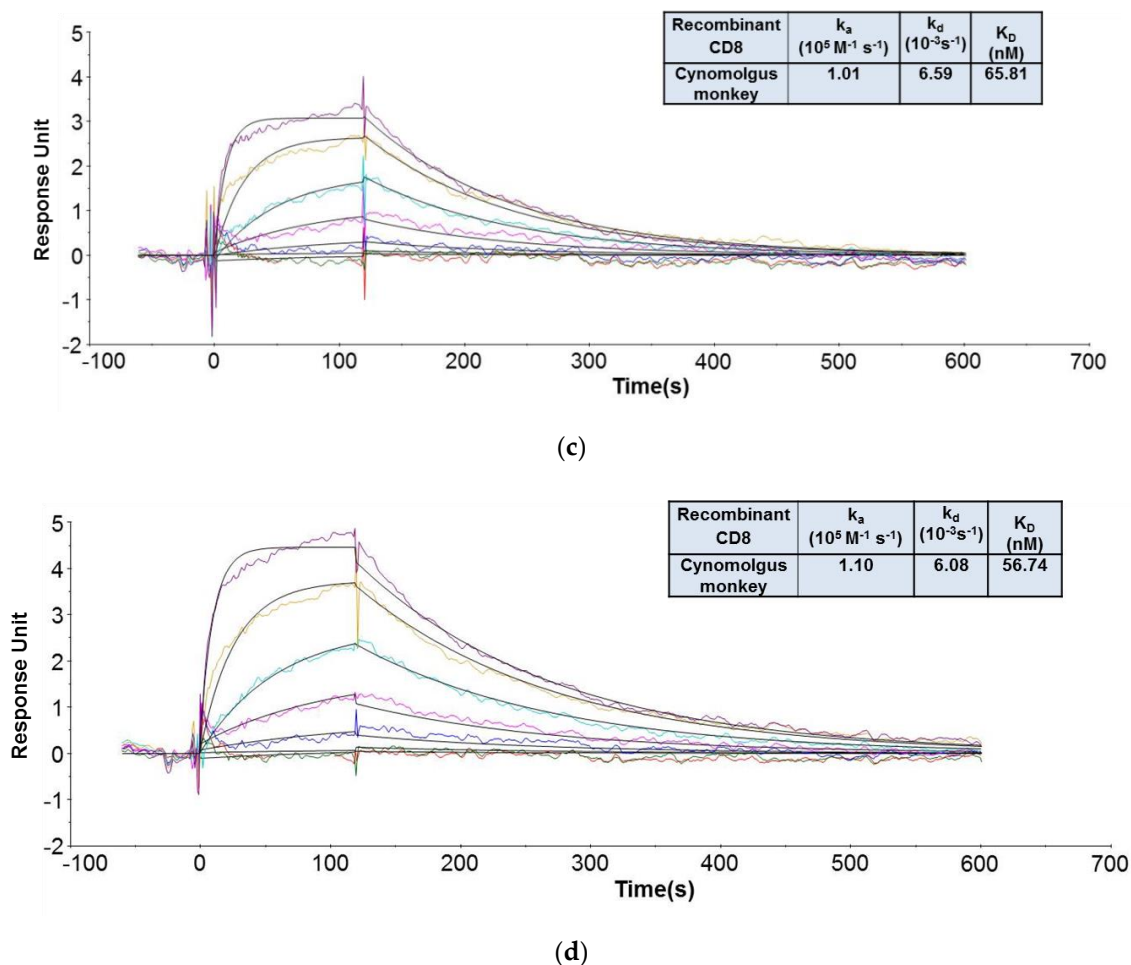 Recombinant CD8 kₐ (10⁵ M⁻¹ s⁻¹) k_d (10⁻³s⁻¹) K_D (nM)
Cynomolgus monkey 1.01 6.59 65.81
5
4
3
2
1
0
-1
-2
Response Unit
-100 0 100 200 300 400 500 600 700
Time(s)
(c)
Recombinant CD8 kₐ (10⁵ M⁻¹ s⁻¹) k_d (10⁻³s⁻¹) K_D (nM)
Cynomolgus monkey 1.10 6.08 56.74
5
4
3
2
1
0
-1
-2
Response Unit
-100 0 100 200 300 400 500 600 700
Time(s)
(d)